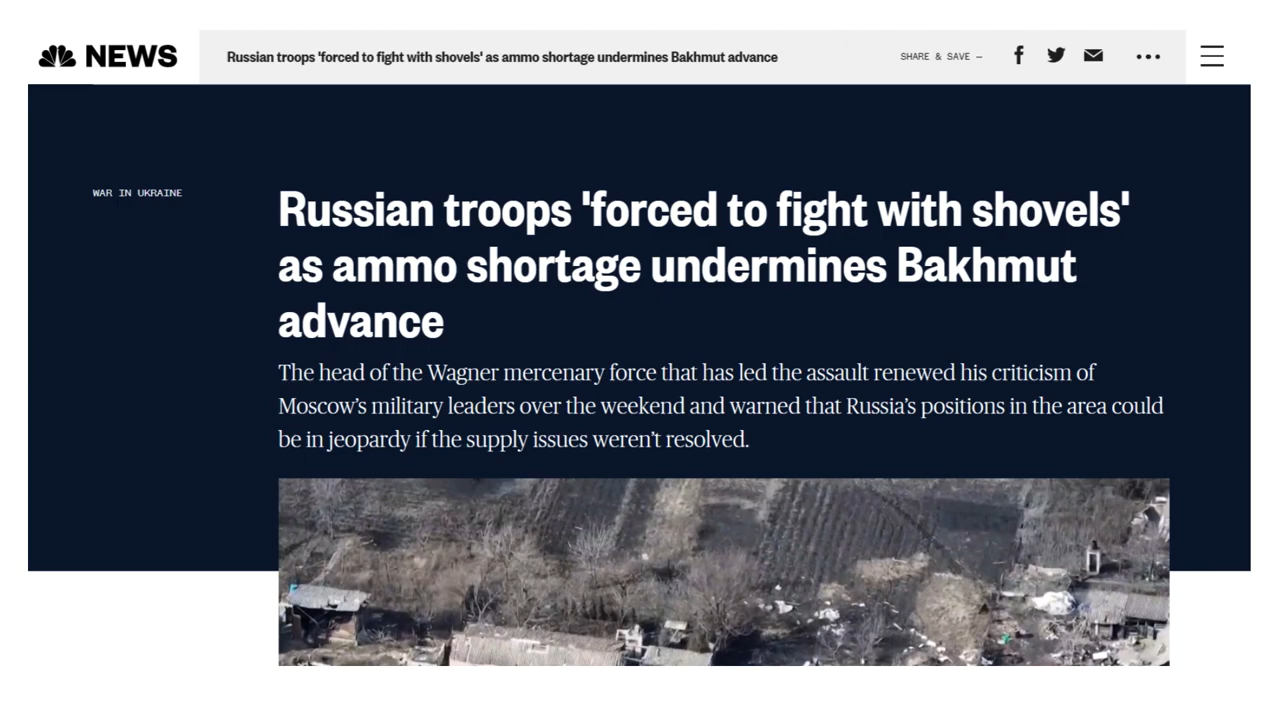 NEWS
Russian troops 'forced to fight with shovels' as ammo shortage undermines Bakhmut advance
SHARE & SAVE —
WAR IN UKRAINE
Russian troops 'forced to fight with shovels'
as ammo shortage undermines Bakhmut
advance
The head of the Wagner mercenary force that has led the assault renewed his criticism of
Moscow’s military leaders over the weekend and warned that Russia’s positions in the area could
be in jeopardy if the supply issues weren’t resolved.